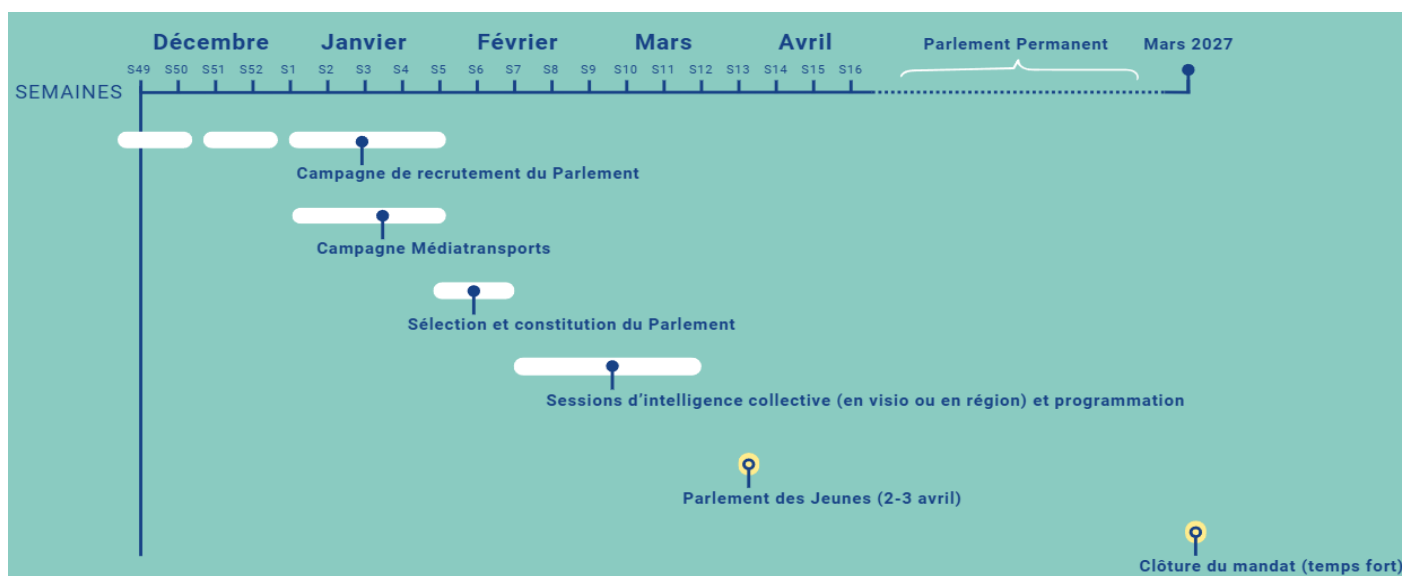 Décembre Janvier Février Mars Avril Parlement Permanent Mars 2027
S49 S50 S51 S52 S1 S2 S3 S4 S5 S6 S7 S8 S9 S10 S11 S12 S13 S14 S15 S16
SEMAINES
Campagne de recrutement du Parlement
Campagne Médiatransports
Sélection et constitution du Parlement
Sessions d’intelligence collective (en visio ou en région) et programmation
Parlement des Jeunes (2-3 avril)
Clôture du mandat (temps fort)